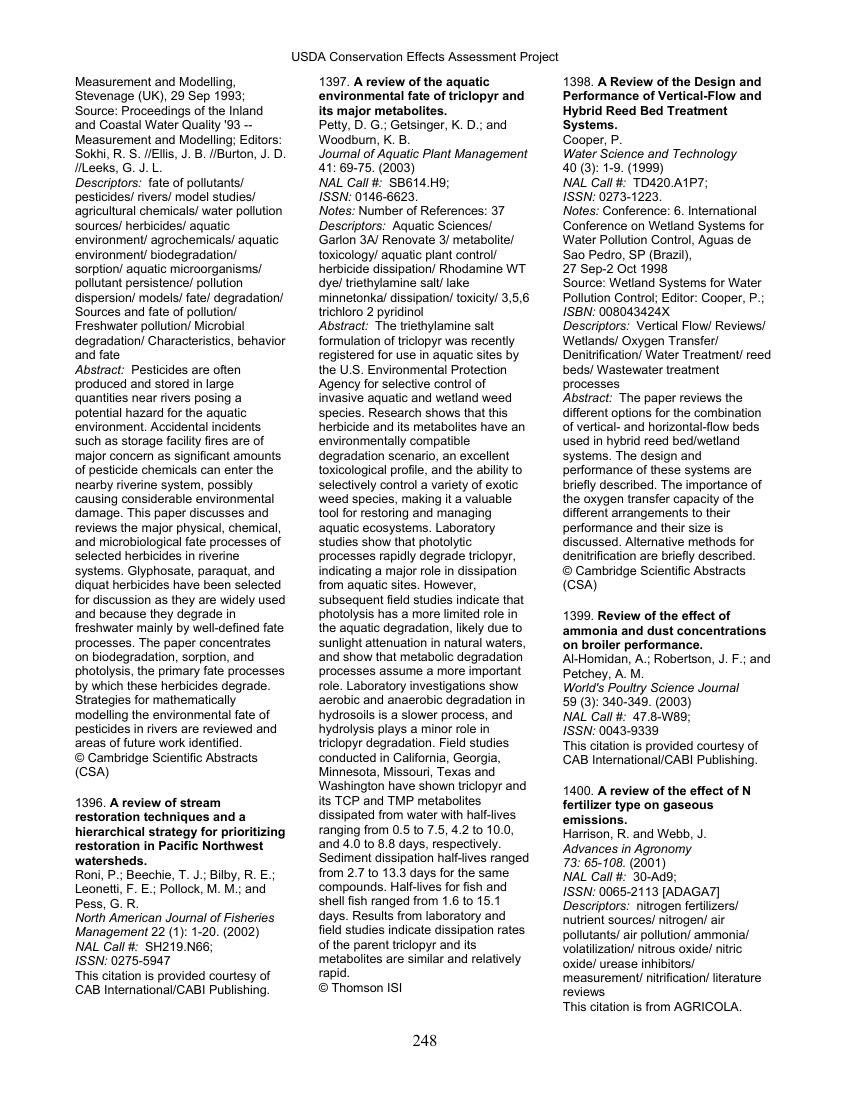 USDA Conservation Effects Assessment Project
Measurement and Modelling,
Stevenage (UK), 29 Sep 1993;
Source: Proceedings of the Inland
and Coastal Water Quality '93 --
Measurement and Modelling; Editors:
Sokhi, R. S. //Ellis, J. B. //Burton, J. D.
//Leeks, G. J. L.
Descriptors: fate of pollutants/
pesticides/ rivers/ model studies/
agricultural chemicals/ water pollution
sources/ herbicides/ aquatic
environment/ agrochemicals/ aquatic
environment/ biodegradation/
sorption/ aquatic microorganisms/
pollutant persistence/ pollution
dispersion/ models/ fate/ degradation/
Sources and fate of pollution/
Freshwater pollution/ Microbial
degradation/ Characteristics, behavior
and fate
Abstract: Pesticides are often
produced and stored in large
quantities near rivers posing a
potential hazard for the aquatic
environment. Accidental incidents
such as storage facility fires are of
major concern as significant amounts
of pesticide chemicals can enter the
nearby riverine system, possibly
causing considerable environmental
damage. This paper discusses and
reviews the major physical, chemical,
and microbiological fate processes of
selected herbicides in riverine
systems. Glyphosate, paraquat, and
diquat herbicides have been selected
for discussion as they are widely used
and because they degrade in
freshwater mainly by well-defined fate
processes. The paper concentrates
on biodegradation, sorption, and
photolysis, the primary fate processes
by which these herbicides degrade.
Strategies for mathematically
modelling the environmental fate of
pesticides in rivers are reviewed and
areas of future work identified.
© Cambridge Scientific Abstracts
(CSA)
1396. A review of stream
restoration techniques and a
hierarchical strategy for prioritizing
restoration in Pacific Northwest
watersheds.
Roni, P.; Beechie, T. J.; Bilby, R. E.;
Leonetti, F. E.; Pollock, M. M.; and
Pess, G. R.
North American Journal of Fisheries
Management 22 (1): 1-20. (2002)
NAL Call #: SH219.N66;
ISSN: 0275-5947
This citation is provided courtesy of
CAB International/CABI Publishing.
1397. A review of the aquatic
environmental fate of triclopyr and
its major metabolites.
Petty, D. G.; Getsinger, K. D.; and
Woodburn, K. B.
Journal of Aquatic Plant Management
41: 69-75. (2003)
NAL Call #: SB614.H9;
ISSN: 0146-6623.
Notes: Number of References: 37
Descriptors: Aquatic Sciences/
Garlon 3A/ Renovate 3/ metabolite/
toxicology/ aquatic plant control/
herbicide dissipation/ Rhodamine WT
dye/ triethylamine salt/ lake
minnetonka/ dissipation/ toxicity/ 3,5,6
trichloro 2 pyridinol
Abstract: The triethylamine salt
formulation of triclopyr was recently
registered for use in aquatic sites by
the U.S. Environmental Protection
Agency for selective control of
invasive aquatic and wetland weed
species. Research shows that this
herbicide and its metabolites have an
environmentally compatible
degradation scenario, an excellent
toxicological profile, and the ability to
selectively control a variety of exotic
weed species, making it a valuable
tool for restoring and managing
aquatic ecosystems. Laboratory
studies show that photolytic
processes rapidly degrade triclopyr,
indicating a major role in dissipation
from aquatic sites. However,
subsequent field studies indicate that
photolysis has a more limited role in
the aquatic degradation, likely due to
sunlight attenuation in natural waters,
and show that metabolic degradation
processes assume a more important
role. Laboratory investigations show
aerobic and anaerobic degradation in
hydrosoils is a slower process, and
hydrolysis plays a minor role in
triclopyr degradation. Field studies
conducted in California, Georgia,
Minnesota, Missouri, Texas and
Washington have shown triclopyr and
its TCP and TMP metabolites
dissipated from water with half-lives
ranging from 0.5 to 7.5, 4.2 to 10.0,
and 4.0 to 8.8 days, respectively.
Sediment dissipation half-lives ranged
from 2.7 to 13.3 days for the same
compounds. Half-lives for fish and
shell fish ranged from 1.6 to 15.1
days. Results from laboratory and
field studies indicate dissipation rates
of the parent triclopyr and its
metabolites are similar and relatively
rapid.
© Thomson ISI
1398. A Review of the Design and
Performance of Vertical-Flow and
Hybrid Reed Bed Treatment
Systems.
Cooper, P.
Water Science and Technology
40 (3): 1-9. (1999)
NAL Call #: TD420.A1P7;
ISSN: 0273-1223.
Notes: Conference: 6. International
Conference on Wetland Systems for
Water Pollution Control, Aguas de
Sao Pedro, SP (Brazil),
27 Sep-2 Oct 1998
Source: Wetland Systems for Water
Pollution Control; Editor: Cooper, P.;
ISBN: 008043424X
Descriptors: Vertical Flow/ Reviews/
Wetlands/ Oxygen Transfer/
Denitrification/ Water Treatment/ reed
beds/ Wastewater treatment
processes
Abstract: The paper reviews the
different options for the combination
of vertical- and horizontal-flow beds
used in hybrid reed bed/wetland
systems. The design and
performance of these systems are
briefly described. The importance of
the oxygen transfer capacity of the
different arrangements to their
performance and their size is
discussed. Alternative methods for
denitrification are briefly described.
© Cambridge Scientific Abstracts
(CSA)
1399. Review of the effect of
ammonia and dust concentrations
on broiler performance.
Al-Homidan, A.; Robertson, J. F.; and
Petchey, A. M.
World's Poultry Science Journal
59 (3): 340-349. (2003)
NAL Call #: 47.8-W89;
ISSN: 0043-9339
This citation is provided courtesy of
CAB International/CABI Publishing.
1400. A review of the effect of N
fertilizer type on gaseous
emissions.
Harrison, R. and Webb, J.
Advances in Agronomy
73: 65-108. (2001)
NAL Call #: 30-Ad9;
ISSN: 0065-2113 [ADAGA7]
Descriptors: nitrogen fertilizers/
nutrient sources/ nitrogen/ air
pollutants/ air pollution/ ammonia/
volatilization/ nitrous oxide/ nitric
oxide/ urease inhibitors/
measurement/ nitrification/ literature
reviews
This citation is from AGRICOLA.
248